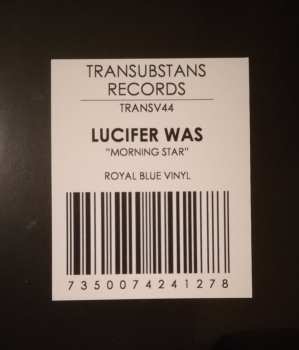 TRANSUBSTANS
RECORDS
TRANSV44
LUCIFER WAS
"MORNING STAR"
ROYAL BLUE VINYL
7350074241278